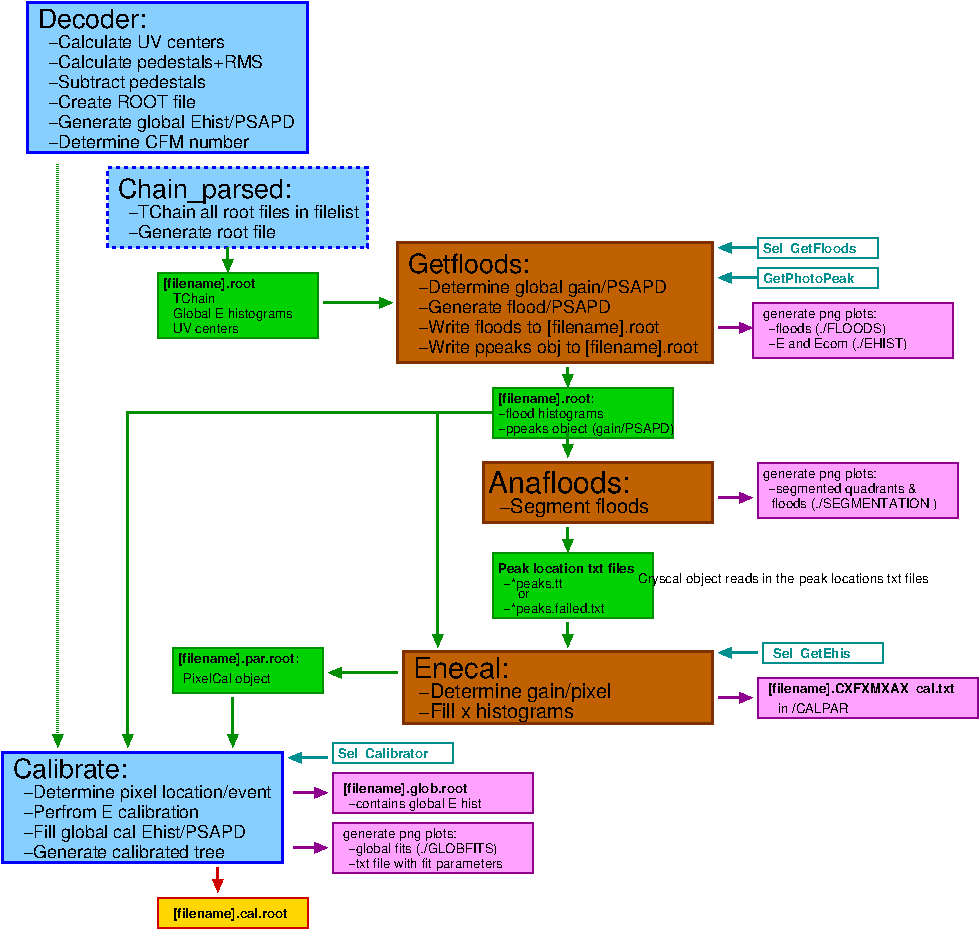 Decoder:
–Calculate UV centers
–Calculate pedestals+RMS
–Subtract pedestals
–Create ROOT file
–Generate global Ehist/PSAPD
–Determine CFM number
Chain_parsed:
–TChain all root files in filelist
–Generate root file
[filename].root
TChain
Global E histograms
UV centers
Getfloods:
–Determine global gain/PSAPD
–Generate flood/PSAPD
–Write floods to [filename].root
–Write ppeaks obj to [filename].root
Sel_GetFloods
GetPhotoPeak
generate png plots:
–floods (./FLOODS)
–E and Ecom (./EHIST)
[filename].root:
–flood histograms
–ppeaks object (gain/PSAPD)
Anafloods:
–Segment floods
generate png plots:
–segmented quadrants &
floods (./SEGMENTATION )
Peak location txt files
–*peaks.tt
or
–*peaks.failed.txt
Cryscal object reads in the peak locations txt files
[filename].par.root:
PixelCal object
Enecal:
–Determine gain/pixel
–Fill x histograms
Sel_GetEhis
[filename].CXFXMXAX_cal.txt
in /CALPAR
Calibrate:
–Determine pixel location/event
–Perfrom E calibration
–Fill global cal Ehist/PSAPD
–Generate calibrated tree
Sel_Calibrator
[filename].glob.root
–contains global E hist
generate png plots:
–global fits (./GLOBFITS)
–txt file with fit parameters
[filename].cal.root